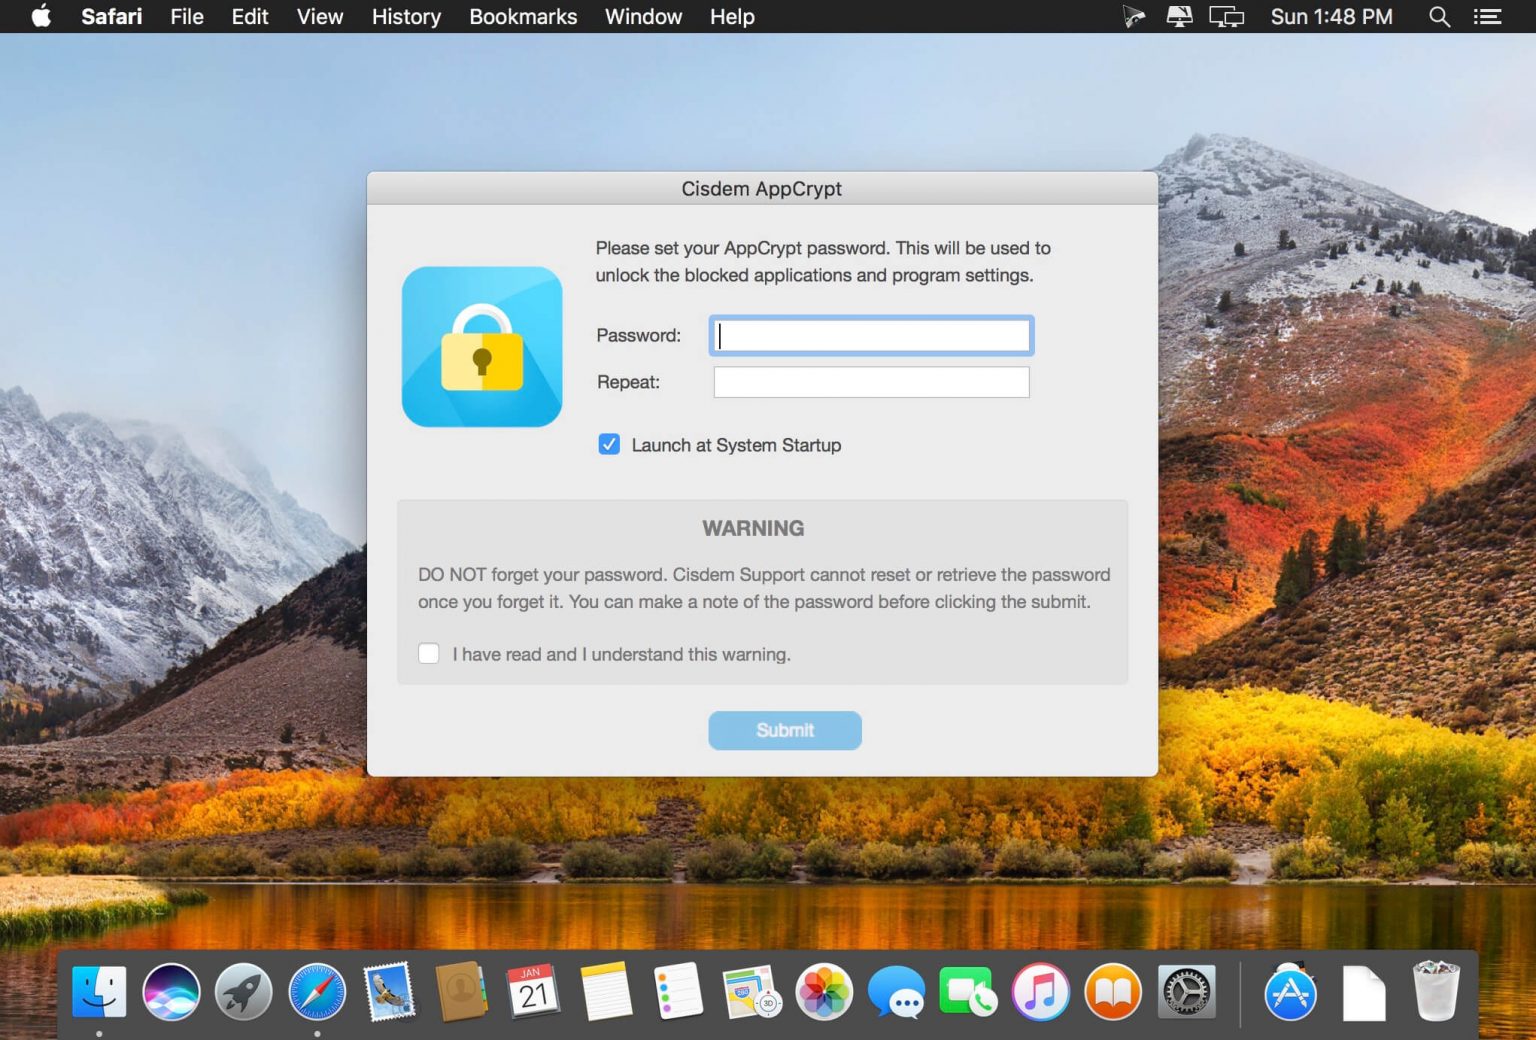 Safari File Edit View History Bookmarks Window Help Sun 1:48 PM
Cisdem AppCrypt
Please set your AppCrypt password. This will be used to
unlock the blocked applications and program settings.
Password:
Repeat:
Launch at System Startup
WARNING
DO NOT forget your password. Cisdem Support cannot reset or retrieve the password
once you forget it. You can make a note of the password before clicking the submit.
I have read and I understand this warning.
Submit
JAN
21
280
3D